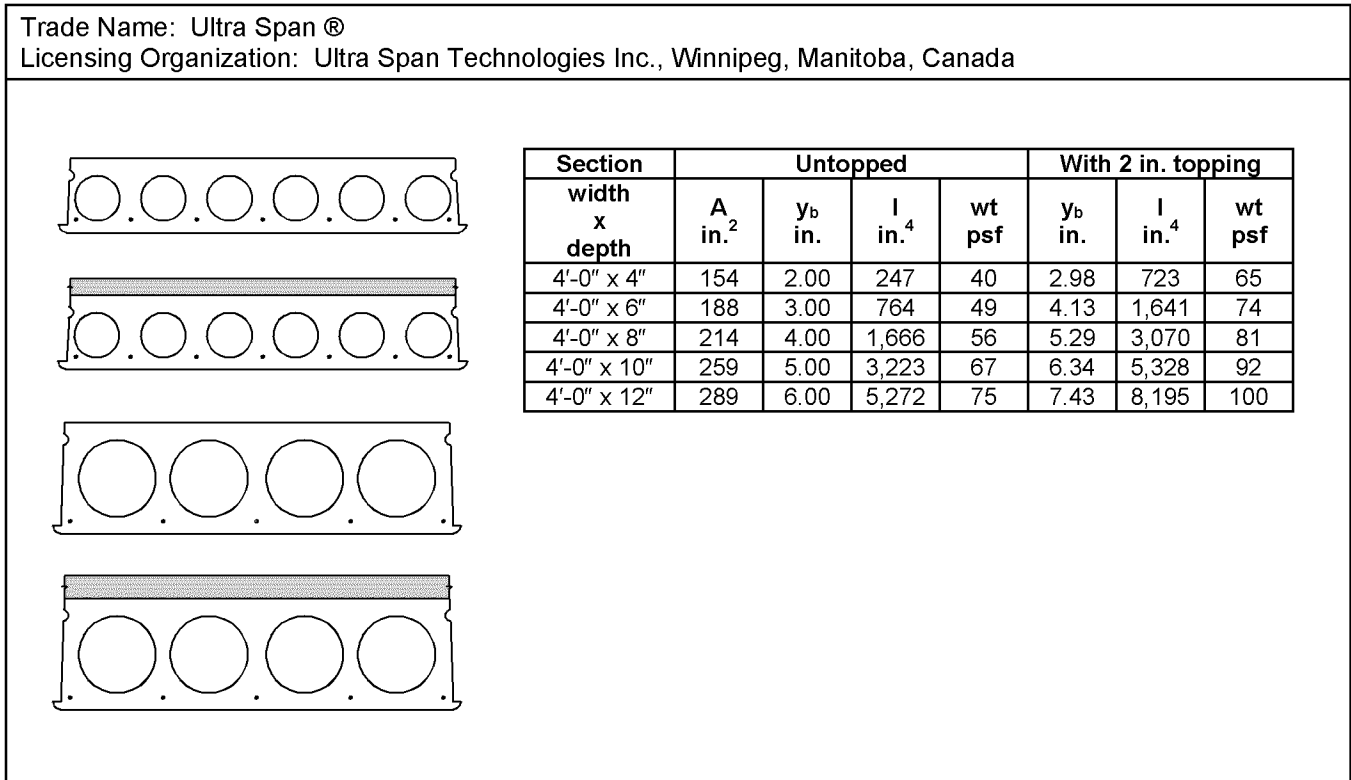 Trade Name: Ultra Span ®
Licensing Organization: Ultra Span Technologies Inc., Winnipeg, Manitoba, Canada
Section Untopped With 2 in. topping
width x depth A in.² yb in. I in.⁴ wt psf yb in. I in.⁴ wt psf
4'-0" x 4" 154 2.00 247 40 2.98 723 65
4'-0" x 6" 188 3.00 764 49 4.13 1,641 74
4'-0" x 8" 214 4.00 1,666 56 5.29 3,070 81
4'-0" x 10" 259 5.00 3,223 67 6.34 5,328 92
4'-0" x 12" 289 6.00 5,272 75 7.43 8,195 100